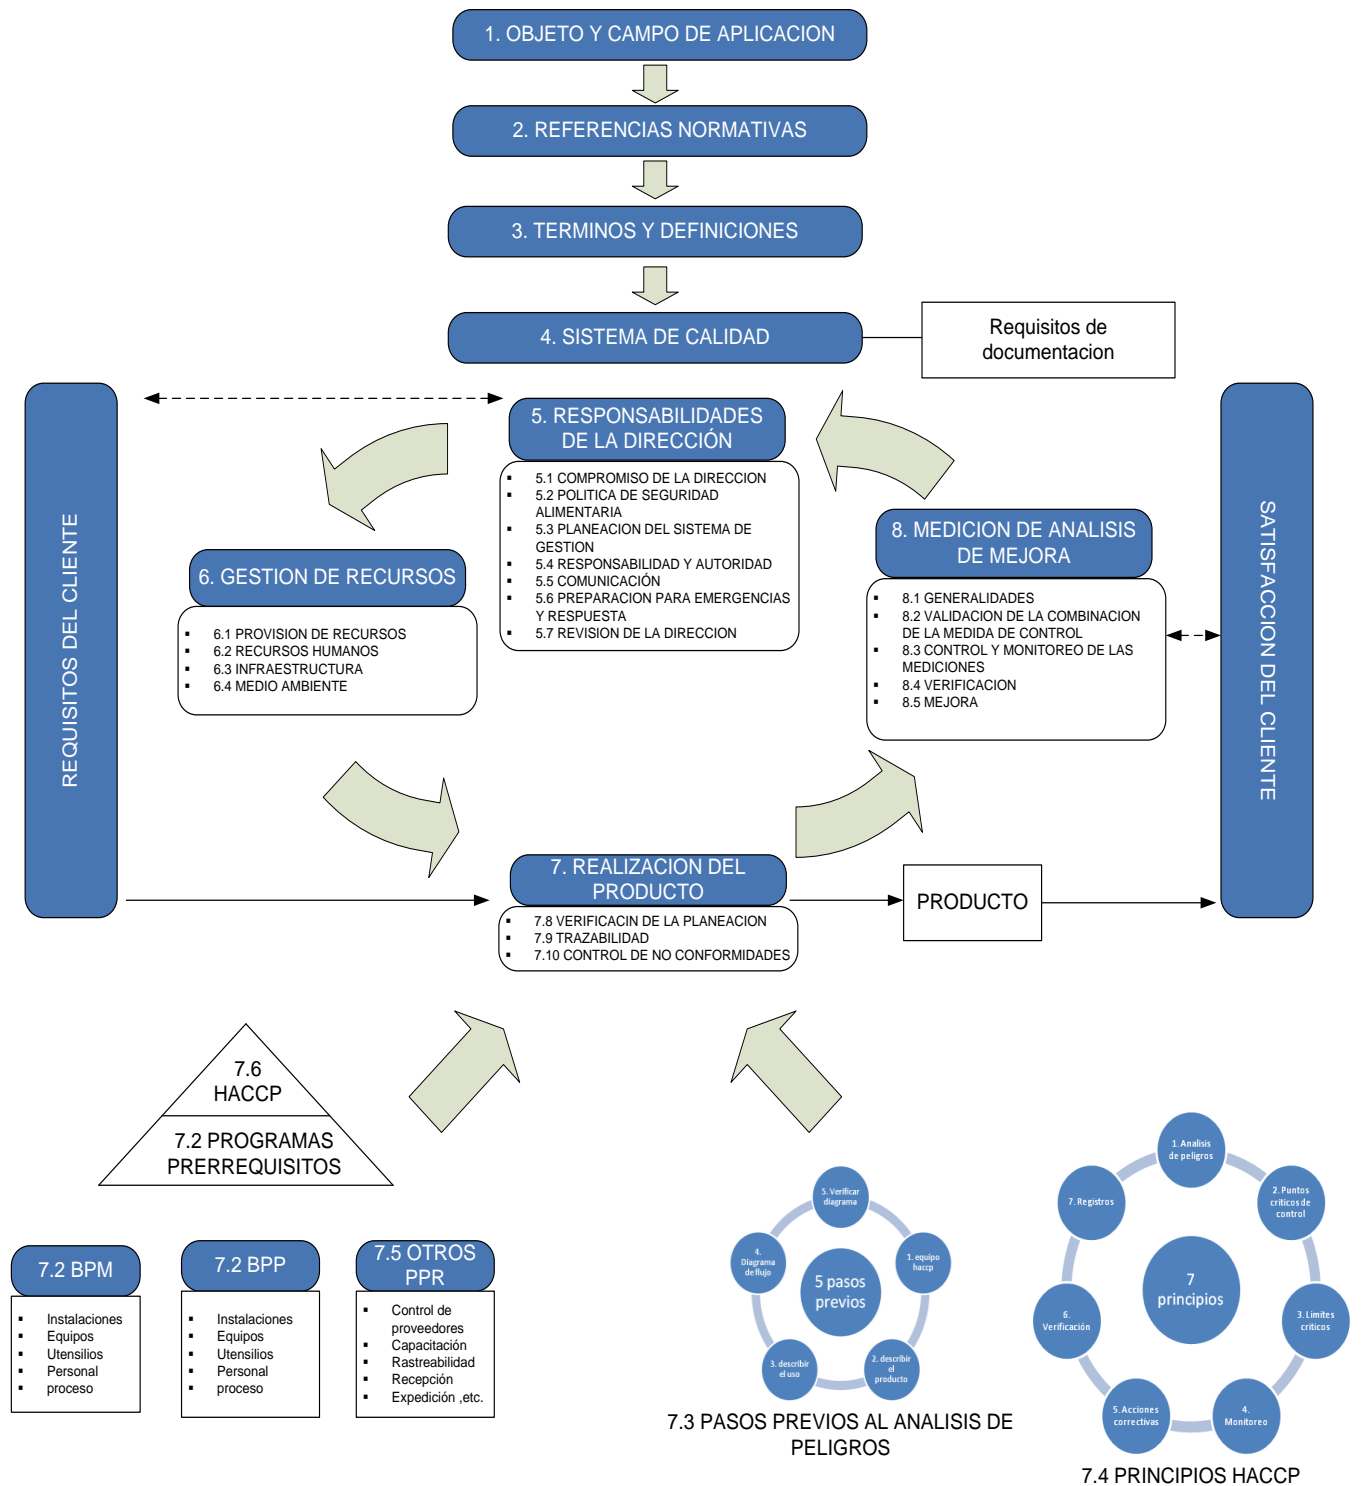 1. OBJETO Y CAMPO DE APLICACION
2. REFERENCIAS NORMATIVAS
3. TERMINOS Y DEFINICIONES
4. SISTEMA DE CALIDAD
Requisitos de
documentacion
REQUISITOS DEL CLIENTE
5. RESPONSABILIDADES
DE LA DIRECCIÓN
▪ 5.1 COMPROMISO DE LA DIRECCION
▪ 5.2 POLITICA DE SEGURIDAD
ALIMENTARIA
▪ 5.3 PLANEACION DEL SISTEMA DE
GESTION
▪ 5.4 RESPONSABILIDAD Y AUTORIDAD
▪ 5.5 COMUNICACIÓN
▪ 5.6 PREPARACION PARA EMERGENCIAS
Y RESPUESTA
▪ 5.7 REVISION DE LA DIRECCION
6. GESTION DE RECURSOS
▪ 6.1 PROVISION DE RECURSOS
▪ 6.2 RECURSOS HUMANOS
▪ 6.3 INFRAESTRUCTURA
▪ 6.4 MEDIO AMBIENTE
8. MEDICION DE ANALISIS
DE MEJORA
▪ 8.1 GENERALIDADES
▪ 8.2 VALIDACION DE LA COMBINACION
DE LA MEDIDA DE CONTROL
▪ 8.3 CONTROL Y MONITOREO DE LAS
MEDICIONES
▪ 8.4 VERIFICACION
▪ 8.5 MEJORA
SATISFACCION DEL CLIENTE
7. REALIZACION DEL
PRODUCTO
▪ 7.8 VERIFICACIN DE LA PLANEACION
▪ 7.9 TRAZABILIDAD
▪ 7.10 CONTROL DE NO CONFORMIDADES
PRODUCTO
7.6
HACCP
7.2 PROGRAMAS
PRERREQUISITOS
7.2 BPM
▪ Instalaciones
▪ Equipos
▪ Utensilios
▪ Personal
▪ proceso
7.2 BPP
▪ Instalaciones
▪ Equipos
▪ Utensilios
▪ Personal
▪ proceso
7.5 OTROS
PPR
▪ Control de
proveedores
▪ Capacitación
▪ Rastreabilidad
▪ Recepción
▪ Expedición ,etc.
5 pasos
previos
1. equipo
haccp
2. describir
el
producto
3. describir
el uso
4.
Diagrama
de flujo
5. Verificar
diagrama
7.3 PASOS PREVIOS AL ANALISIS DE
PELIGROS
7
principios
1. Analisis
de peligros
2. Puntos
criticos de
control
3. Limites
criticos
4.
Monitoreo
5. Acciones
correctivas
6.
Verificación
7. Registros
7.4 PRINCIPIOS HACCP